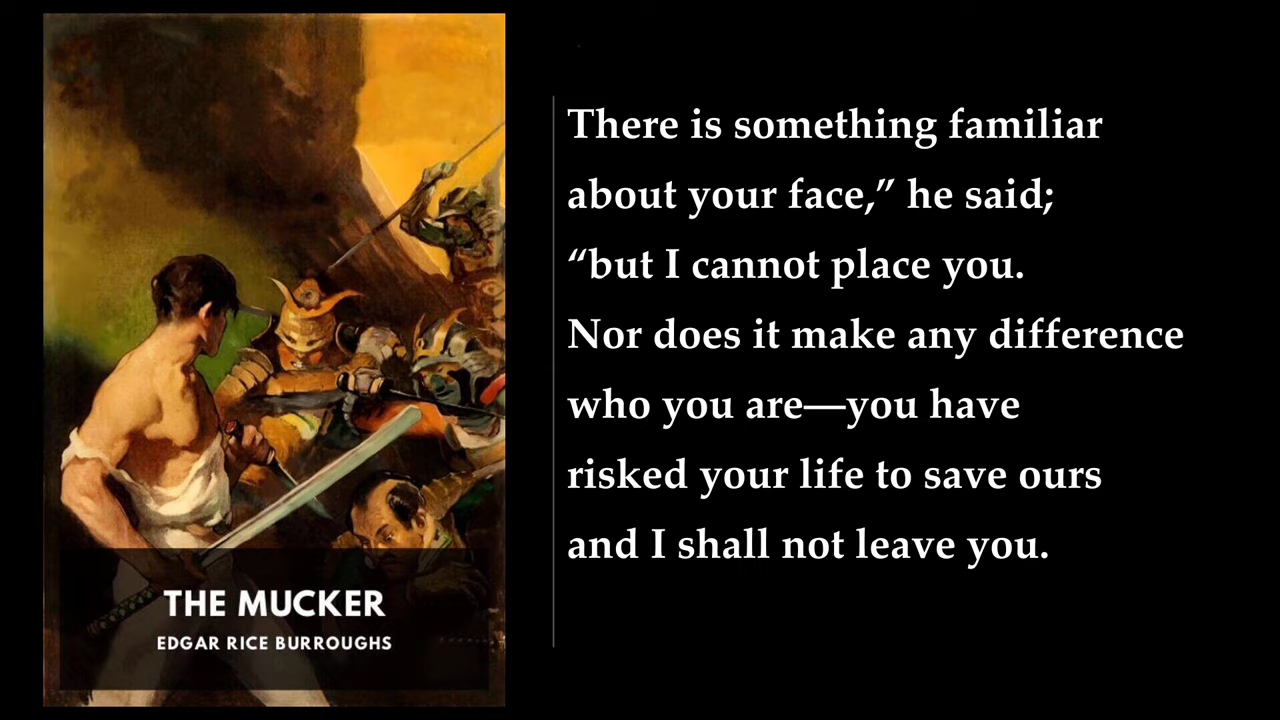 There is something familiar
about your face,” he said;
“but I cannot place you.
Nor does it make any difference
who you are—you have
risked your life to save ours
and I shall not leave you.
THE MUCKER
EDGAR RICE BURROUGHS